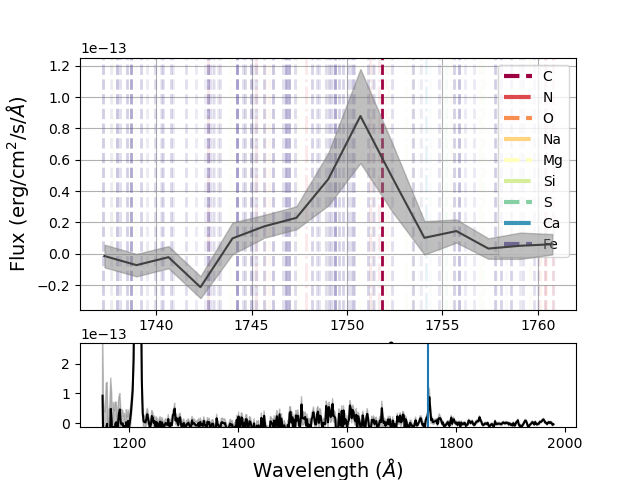 1e−13
Flux (erg/cm²/s/Å)
1.2
1.0
0.8
0.6
0.4
0.2
0.0
−0.2
C
N
O
Na
Mg
Si
S
Ca
Fe
1740 1745 1750 1755 1760
1e−13
2
1
0
1200 1400 1600 1800 2000
Wavelength (Å)